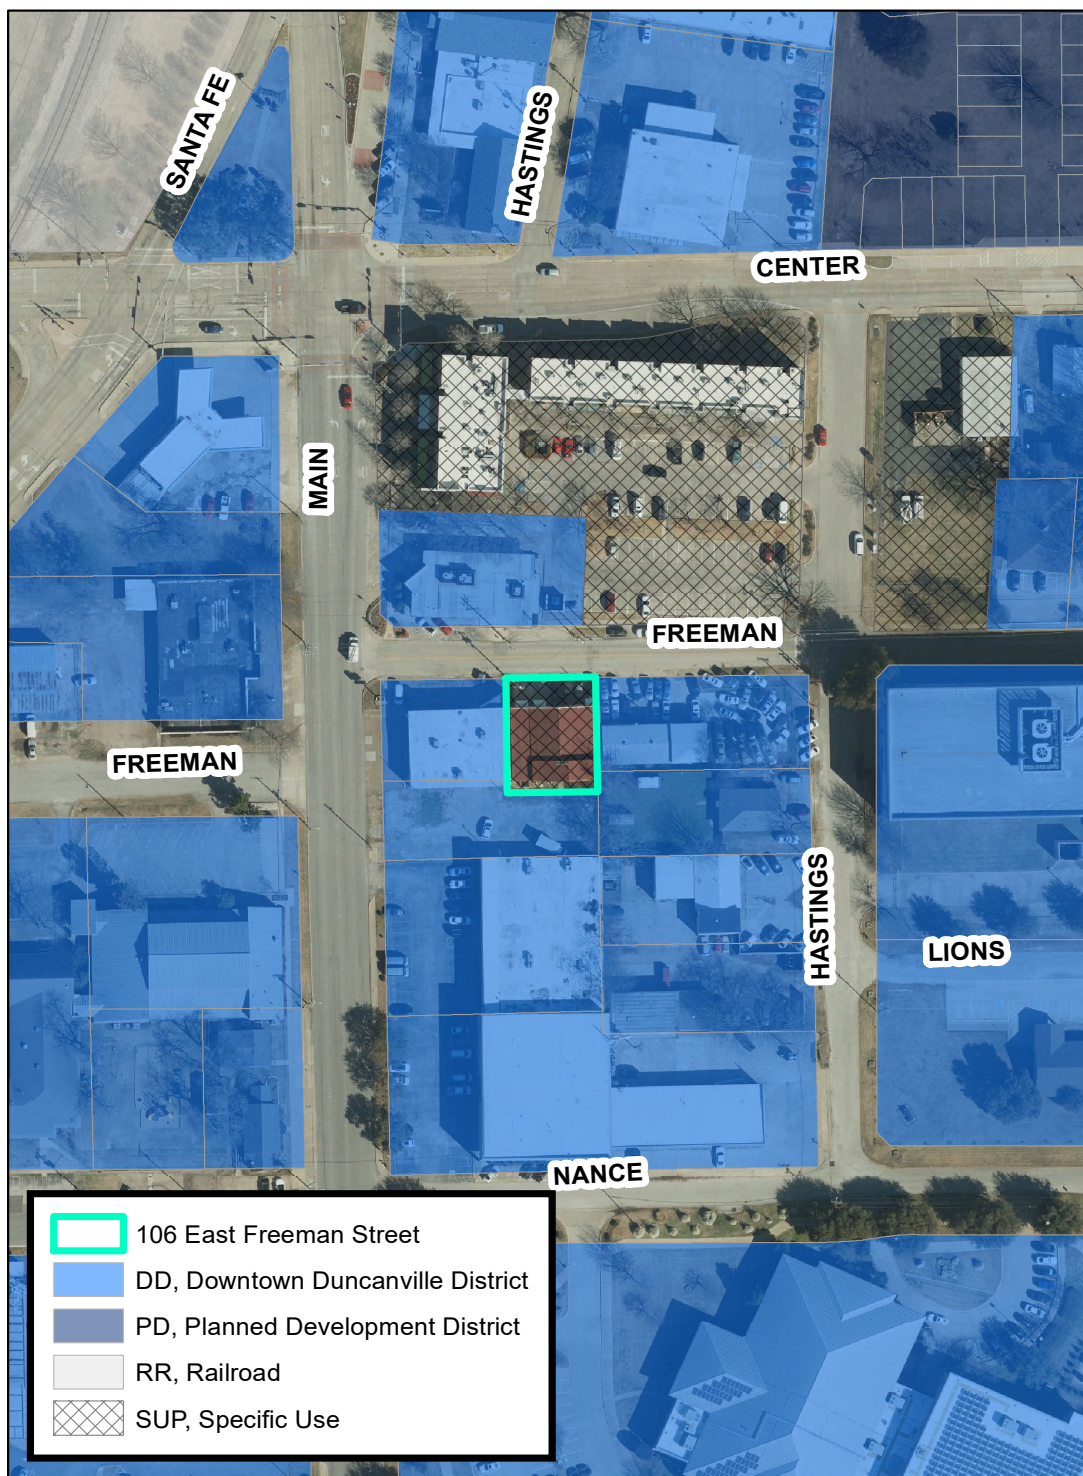 SANTA FE
HASTINGS
CENTER
MAIN
FREEMAN
FREEMAN
HASTINGS
LIONS
NANCE
106 East Freeman Street
DD, Downtown Duncanville District
PD, Planned Development District
RR, Railroad
SUP, Specific Use